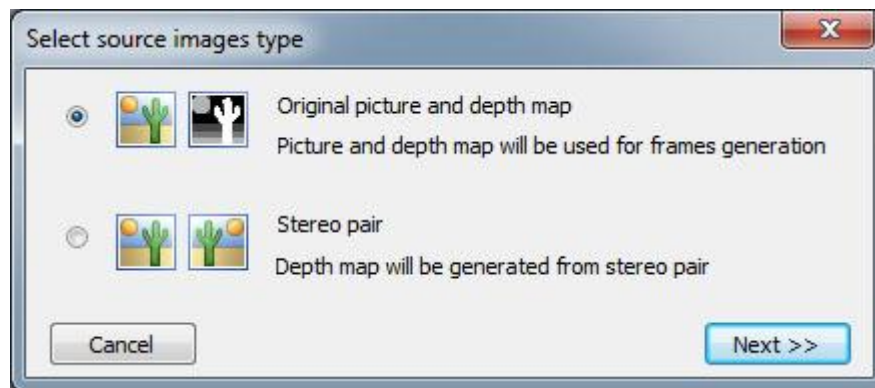 Select source images type
Original picture and depth map
Picture and depth map will be used for frames generation
Stereo pair
Depth map will be generated from stereo pair
Cancel
Next >>